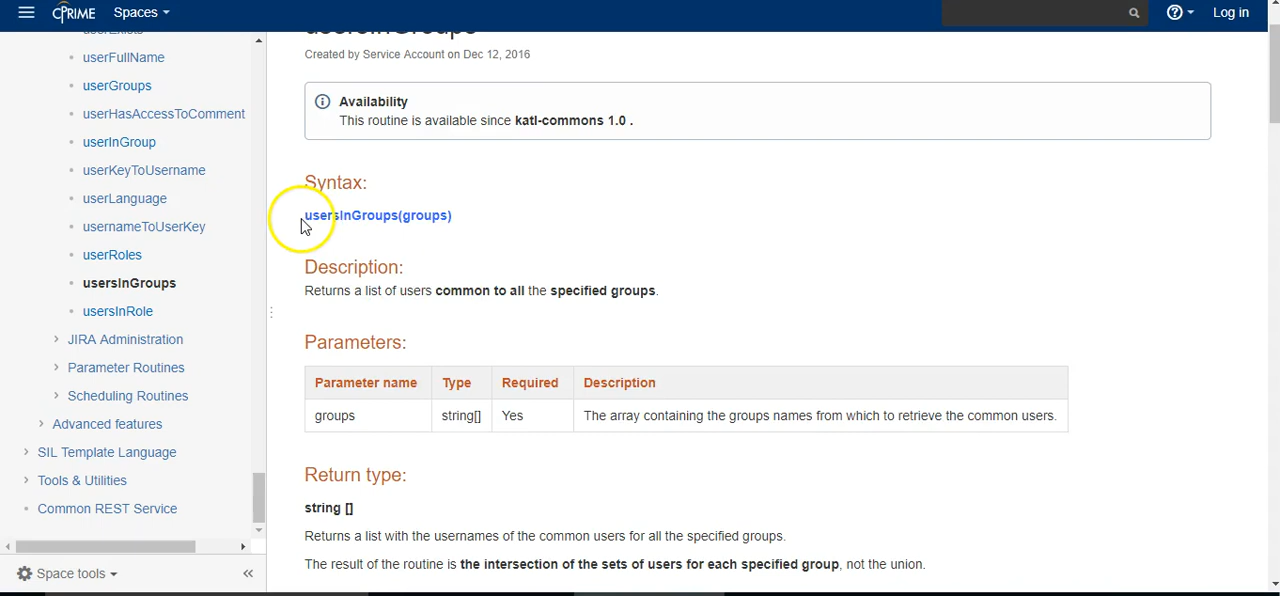 CPRIME Spaces Log in
userExists
userFullName
userGroups
userHasAccessToComment
userInGroup
userKeyToUsername
userLanguage
usernameToUserKey
userRoles
usersInGroups
usersInRole
JIRA Administration
Parameter Routines
Scheduling Routines
Advanced features
SIL Template Language
Tools & Utilities
Common REST Service
Space tools
usersInGroups
Created by Service Account on Dec 12, 2016
Availability
This routine is available since katl-commons 1.0 .
Syntax:
usersInGroups(groups)
Description:
Returns a list of users common to all the specified groups.
Parameters:
Parameter name Type Required Description
groups string[] Yes The array containing the groups names from which to retrieve the common users.
Return type:
string []
Returns a list with the usernames of the common users for all the specified groups.
The result of the routine is the intersection of the sets of users for each specified group, not the union.